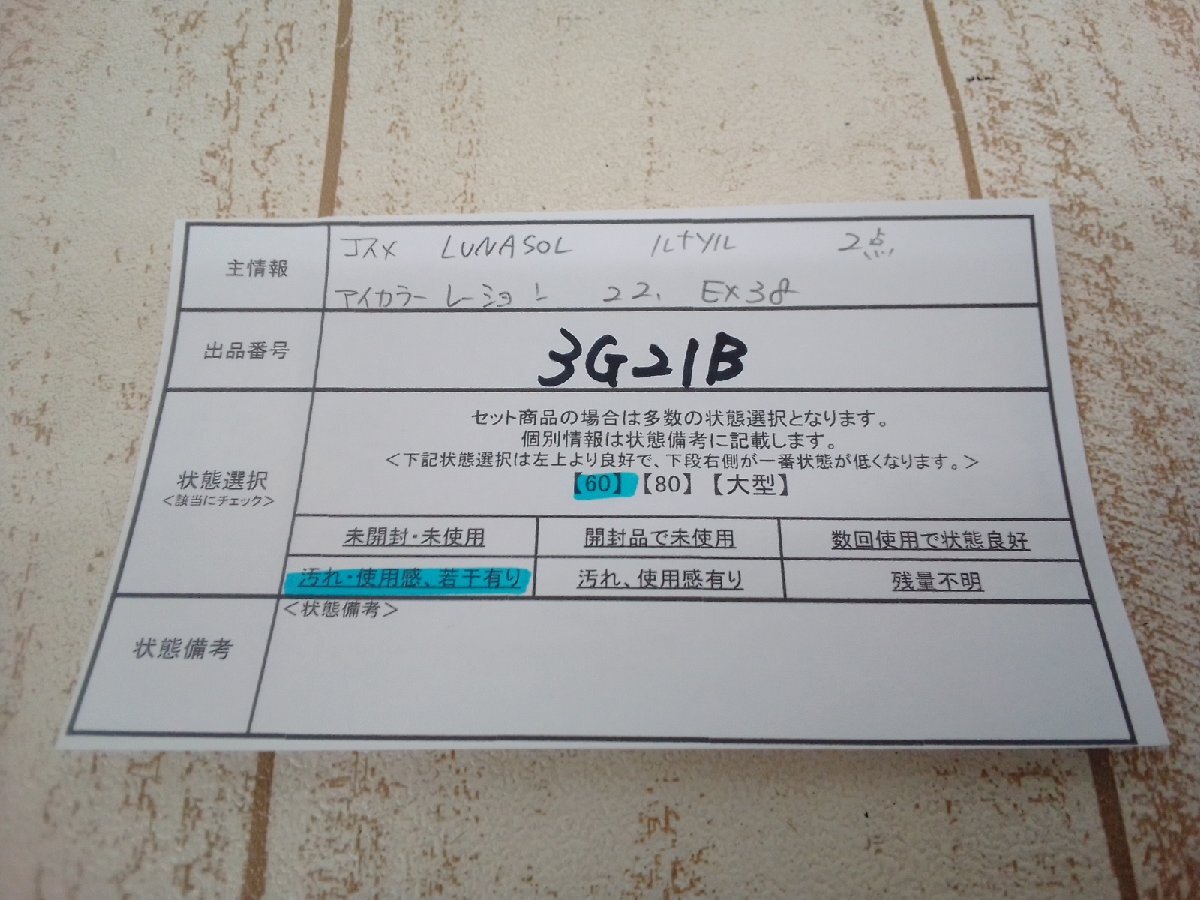 主情報
コスメ LUNASOL ルナソル 2点
アイカラーレーション 22、EX38
出品番号
3G21B
状態選択
<該当にチェック>
セット商品の場合は多数の状態選択となります。
個別情報は状態備考に記載します。
<下記状態選択は左上より良好で、下段右側が一番状態が低くなります。>
【60】【80】【大型】
未開封・未使用 開封品で未使用 数回使用で状態良好
汚れ・使用感、若干有り 汚れ、使用感有り 残量不明
状態備考
<状態備考>